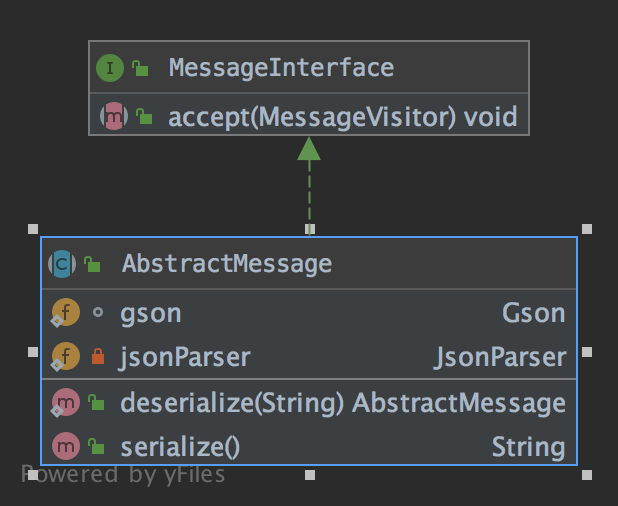 I MessageInterface
m accept(MessageVisitor) void
C AbstractMessage
f gson Gson
f jsonParser JsonParser
m deserialize(String) AbstractMessage
m serialize() String
Powered by yFiles